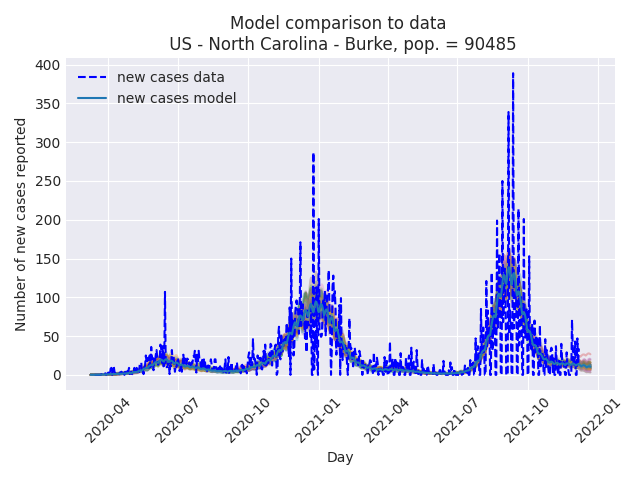 Model comparison to data
US - North Carolina - Burke, pop. = 90485
new cases data
new cases model
Number of new cases reported
400
350
300
250
200
150
100
50
0
2020-04
2020-07
2020-10
2021-01
2021-04
2021-07
2021-10
2022-01
Day